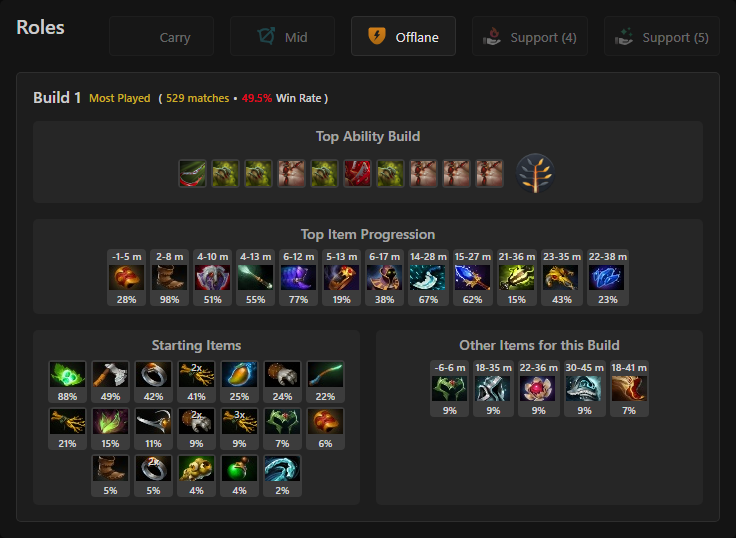 Roles
Carry
Mid
Offlane
Support (4)
Support (5)
Build 1 Most Played ( 529 matches • 49.5% Win Rate )
Top Ability Build
Top Item Progression
-1-5 m 2-8 m 4-10 m 4-13 m 6-12 m 5-13 m 6-17 m 14-28 m 15-27 m 21-36 m 23-35 m 22-38 m
28% 98% 51% 55% 77% 19% 38% 67% 62% 15% 43% 23%
Starting Items
2x
88% 49% 42% 41% 25% 24% 22%
2x 3x
21% 15% 11% 9% 9% 7% 6%
2x
5% 5% 4% 4% 2%
Other Items for this Build
-6-6 m 18-35 m 22-36 m 30-45 m 18-41 m
9% 9% 9% 9% 7%